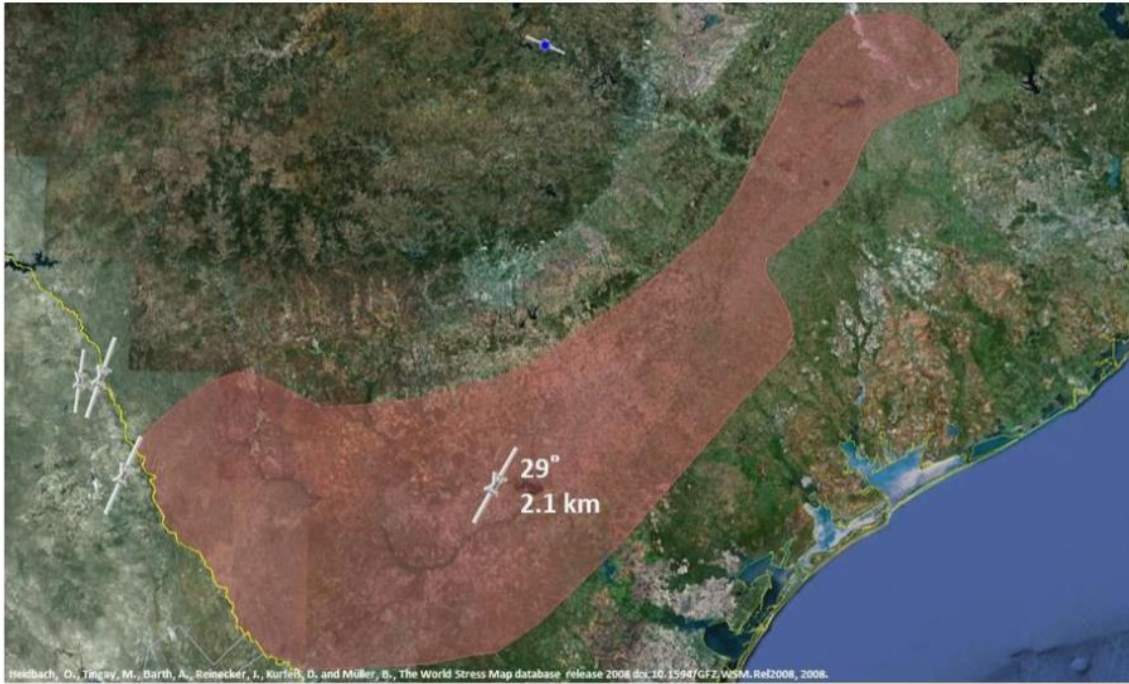 29°
2.1 km
Heidbach, O., Tingay, M., Barth, A., Reinecker, J., Kurfeß, D. and Müller, B., The World Stress Map database release 2008 doi:10.1594/GFZ.WSM.Rel2008, 2008.